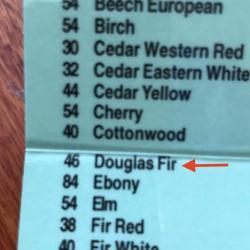 54 Beech European
54 Birch
30 Cedar Western Red
32 Cedar Eastern White
44 Cedar Yellow
54 Cherry
40 Cottonwood
46 Douglas Fir
84 Ebony
54 Elm
38 Fir Red
40 Fir White